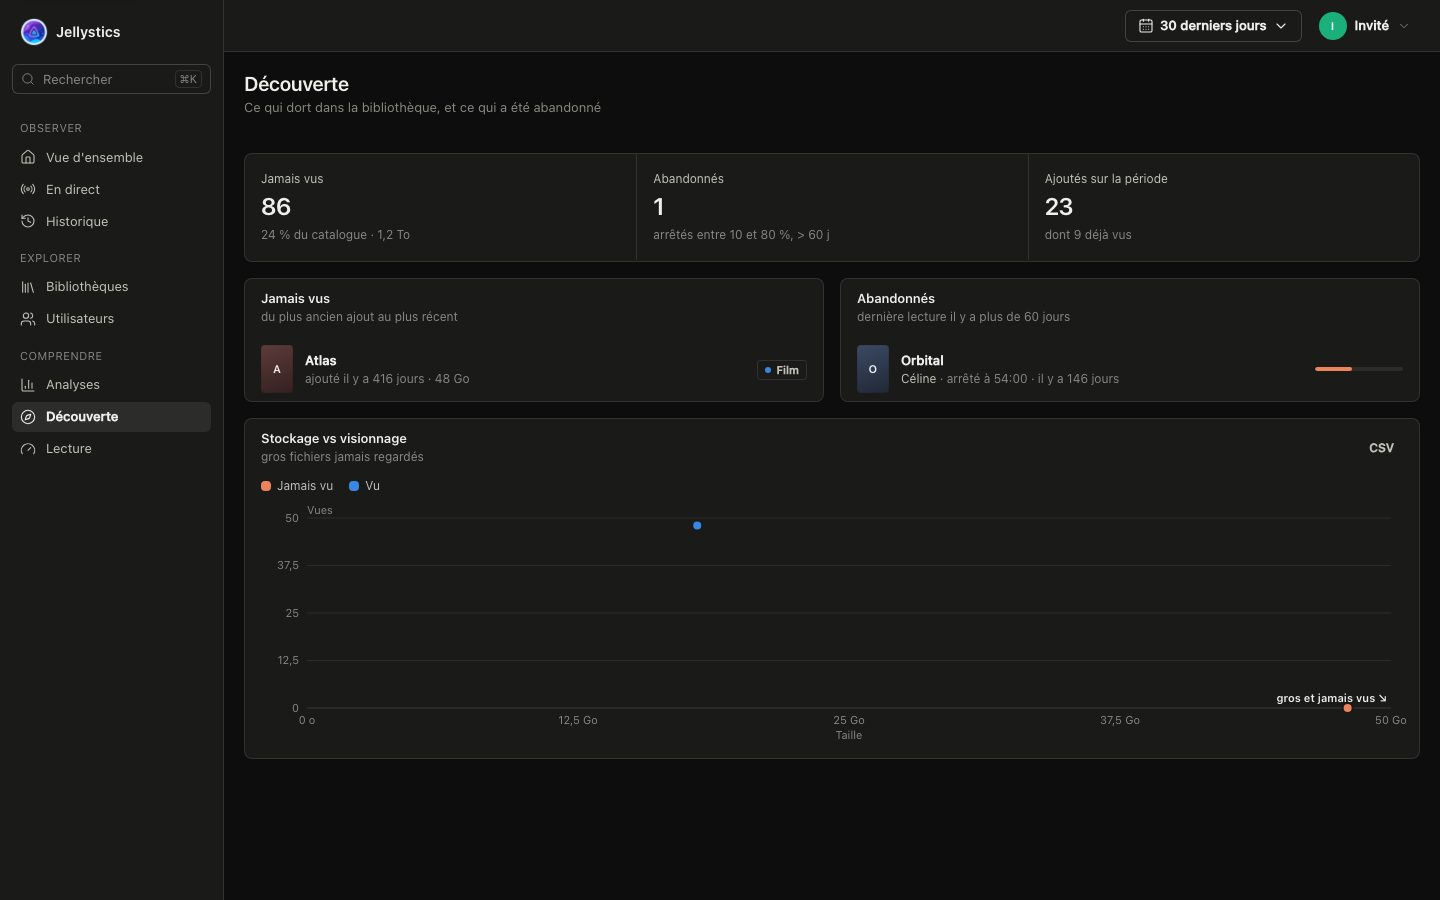 Jellystics
Rechercher
⌘K
OBSERVER
Vue d'ensemble
En direct
Historique
EXPLORER
Bibliothèques
Utilisateurs
COMPRENDRE
Analyses
Découverte
Lecture
30 derniers jours
I
Invité
Découverte
Ce qui dort dans la bibliothèque, et ce qui a été abandonné
Jamais vus
86
24 % du catalogue · 1,2 To
Abandonnés
1
arrêtés entre 10 et 80 %, > 60 j
Ajoutés sur la période
23
dont 9 déjà vus
Jamais vus
du plus ancien ajout au plus récent
A
Atlas
ajouté il y a 416 jours · 48 Go
Film
Abandonnés
dernière lecture il y a plus de 60 jours
O
Orbital
Céline · arrêté à 54:00 · il y a 146 jours
Stockage vs visionnage
gros fichiers jamais regardés
CSV
Jamais vu
Vu
Vues
50
37,5
25
12,5
0
gros et jamais vus ↘
0 o
12,5 Go
25 Go
37,5 Go
50 Go
Taille